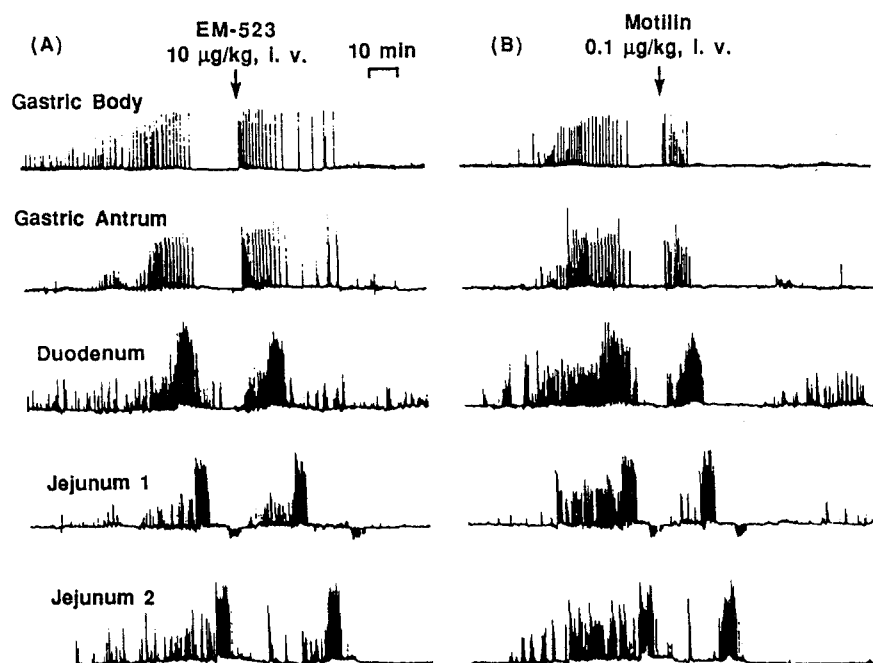 (A)
EM-523
10 µg/kg, i. v.
10 min
(B)
Motilin
0.1 µg/kg, i. v.
Gastric Body
Gastric Antrum
Duodenum
Jejunum 1
Jejunum 2